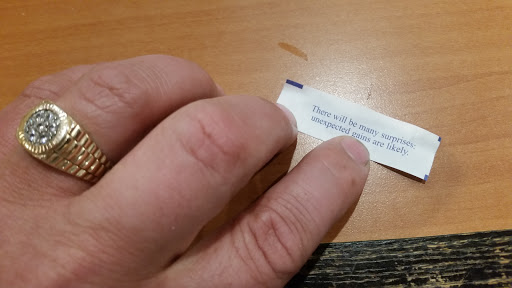 There will be many surprises;
unexpected gains are likely.